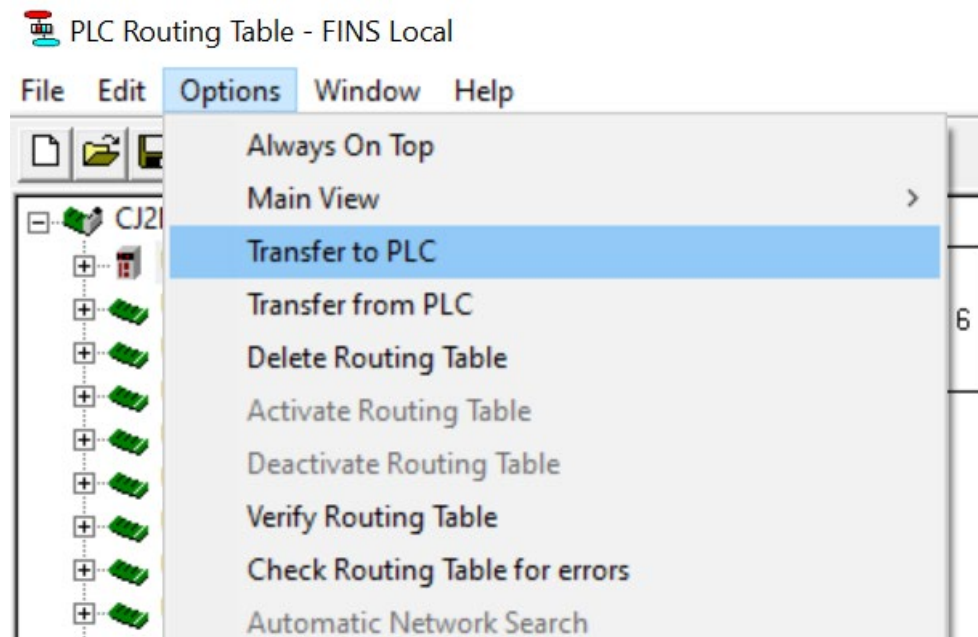 PLC Routing Table - FINS Local
File Edit Options Window Help
Always On Top
CJ2
Main View
Transfer to PLC
Transfer from PLC
6
Delete Routing Table
Activate Routing Table
Deactivate Routing Table
Verify Routing Table
Check Routing Table for errors
Automatic Network Search